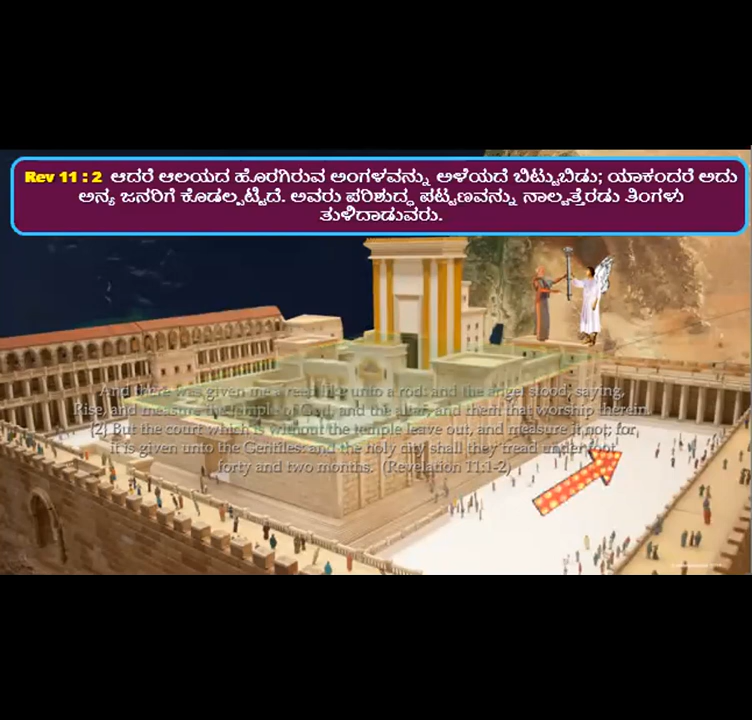 Rev 11 : 2 ಆದರೆ ಆಲಯದ ಹೊರಗಿರುವ ಅಂಗಳವನ್ನು ಅಳೆಯದೆ ಬಿಟ್ಟುಬಿಡು; ಯಾಕಂದರೆ ಅದು
ಅನ್ಯ ಜನರಿಗೆ ಕೊಡಲ್ಪಟ್ಟಿದೆ. ಅವರು ಪರಿಶುದ್ಧ ಪಟ್ಟಣವನ್ನು ನಾಲ್ವತ್ತೆರಡು ತಿಂಗಳು
ತುಳಿದಾಡುವರು.
And there was given me a reed like unto a rod: and the angel stood, saying,
Rise, and measure the temple of God, and the altar, and them that worship therein.
(2) But the court which is without the temple leave out, and measure it not; for
it is given unto the Gentiles: and the holy city shall they tread under foot
forty and two months. (Revelation 11:1-2)